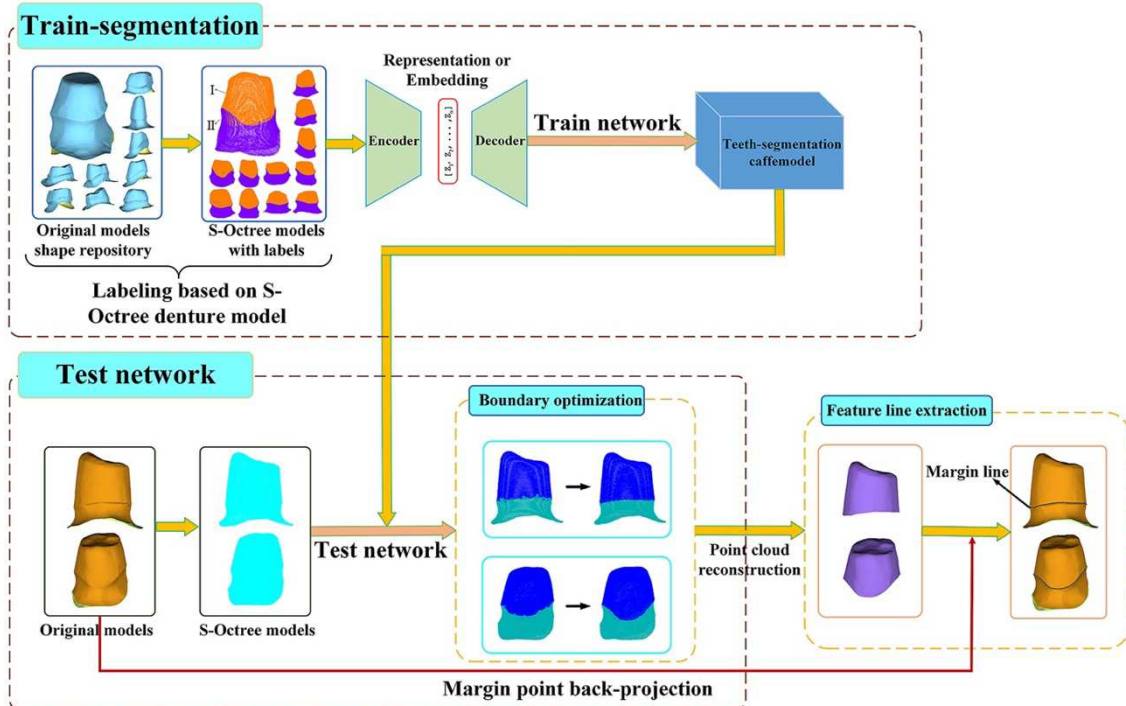 Train-segmentation
I
II
Original models
shape repository
S-Octree models
with labels
Labeling based on S-
Octree denture model
Representation or
Embedding
Encoder
Decoder
Train network
Teeth-segmentation
caffemodel
Test network
Original models
S-Octree models
Test network
Boundary optimization
Point cloud
reconstruction
Feature line extraction
Margin line
Margin point back-projection